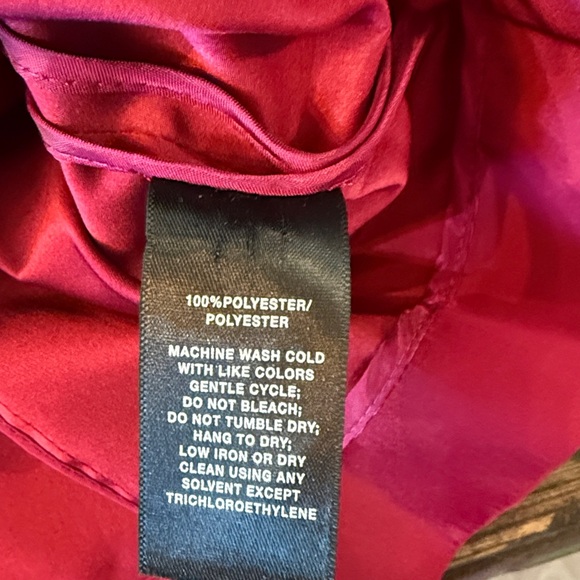 100%POLYESTER/
POLYESTER
MACHINE WASH COLD
WITH LIKE COLORS
GENTLE CYCLE;
DO NOT BLEACH;
DO NOT TUMBLE DRY;
HANG TO DRY;
LOW IRON OR DRY
CLEAN USING ANY
SOLVENT EXCEPT
TRICHLOROETHYLENE